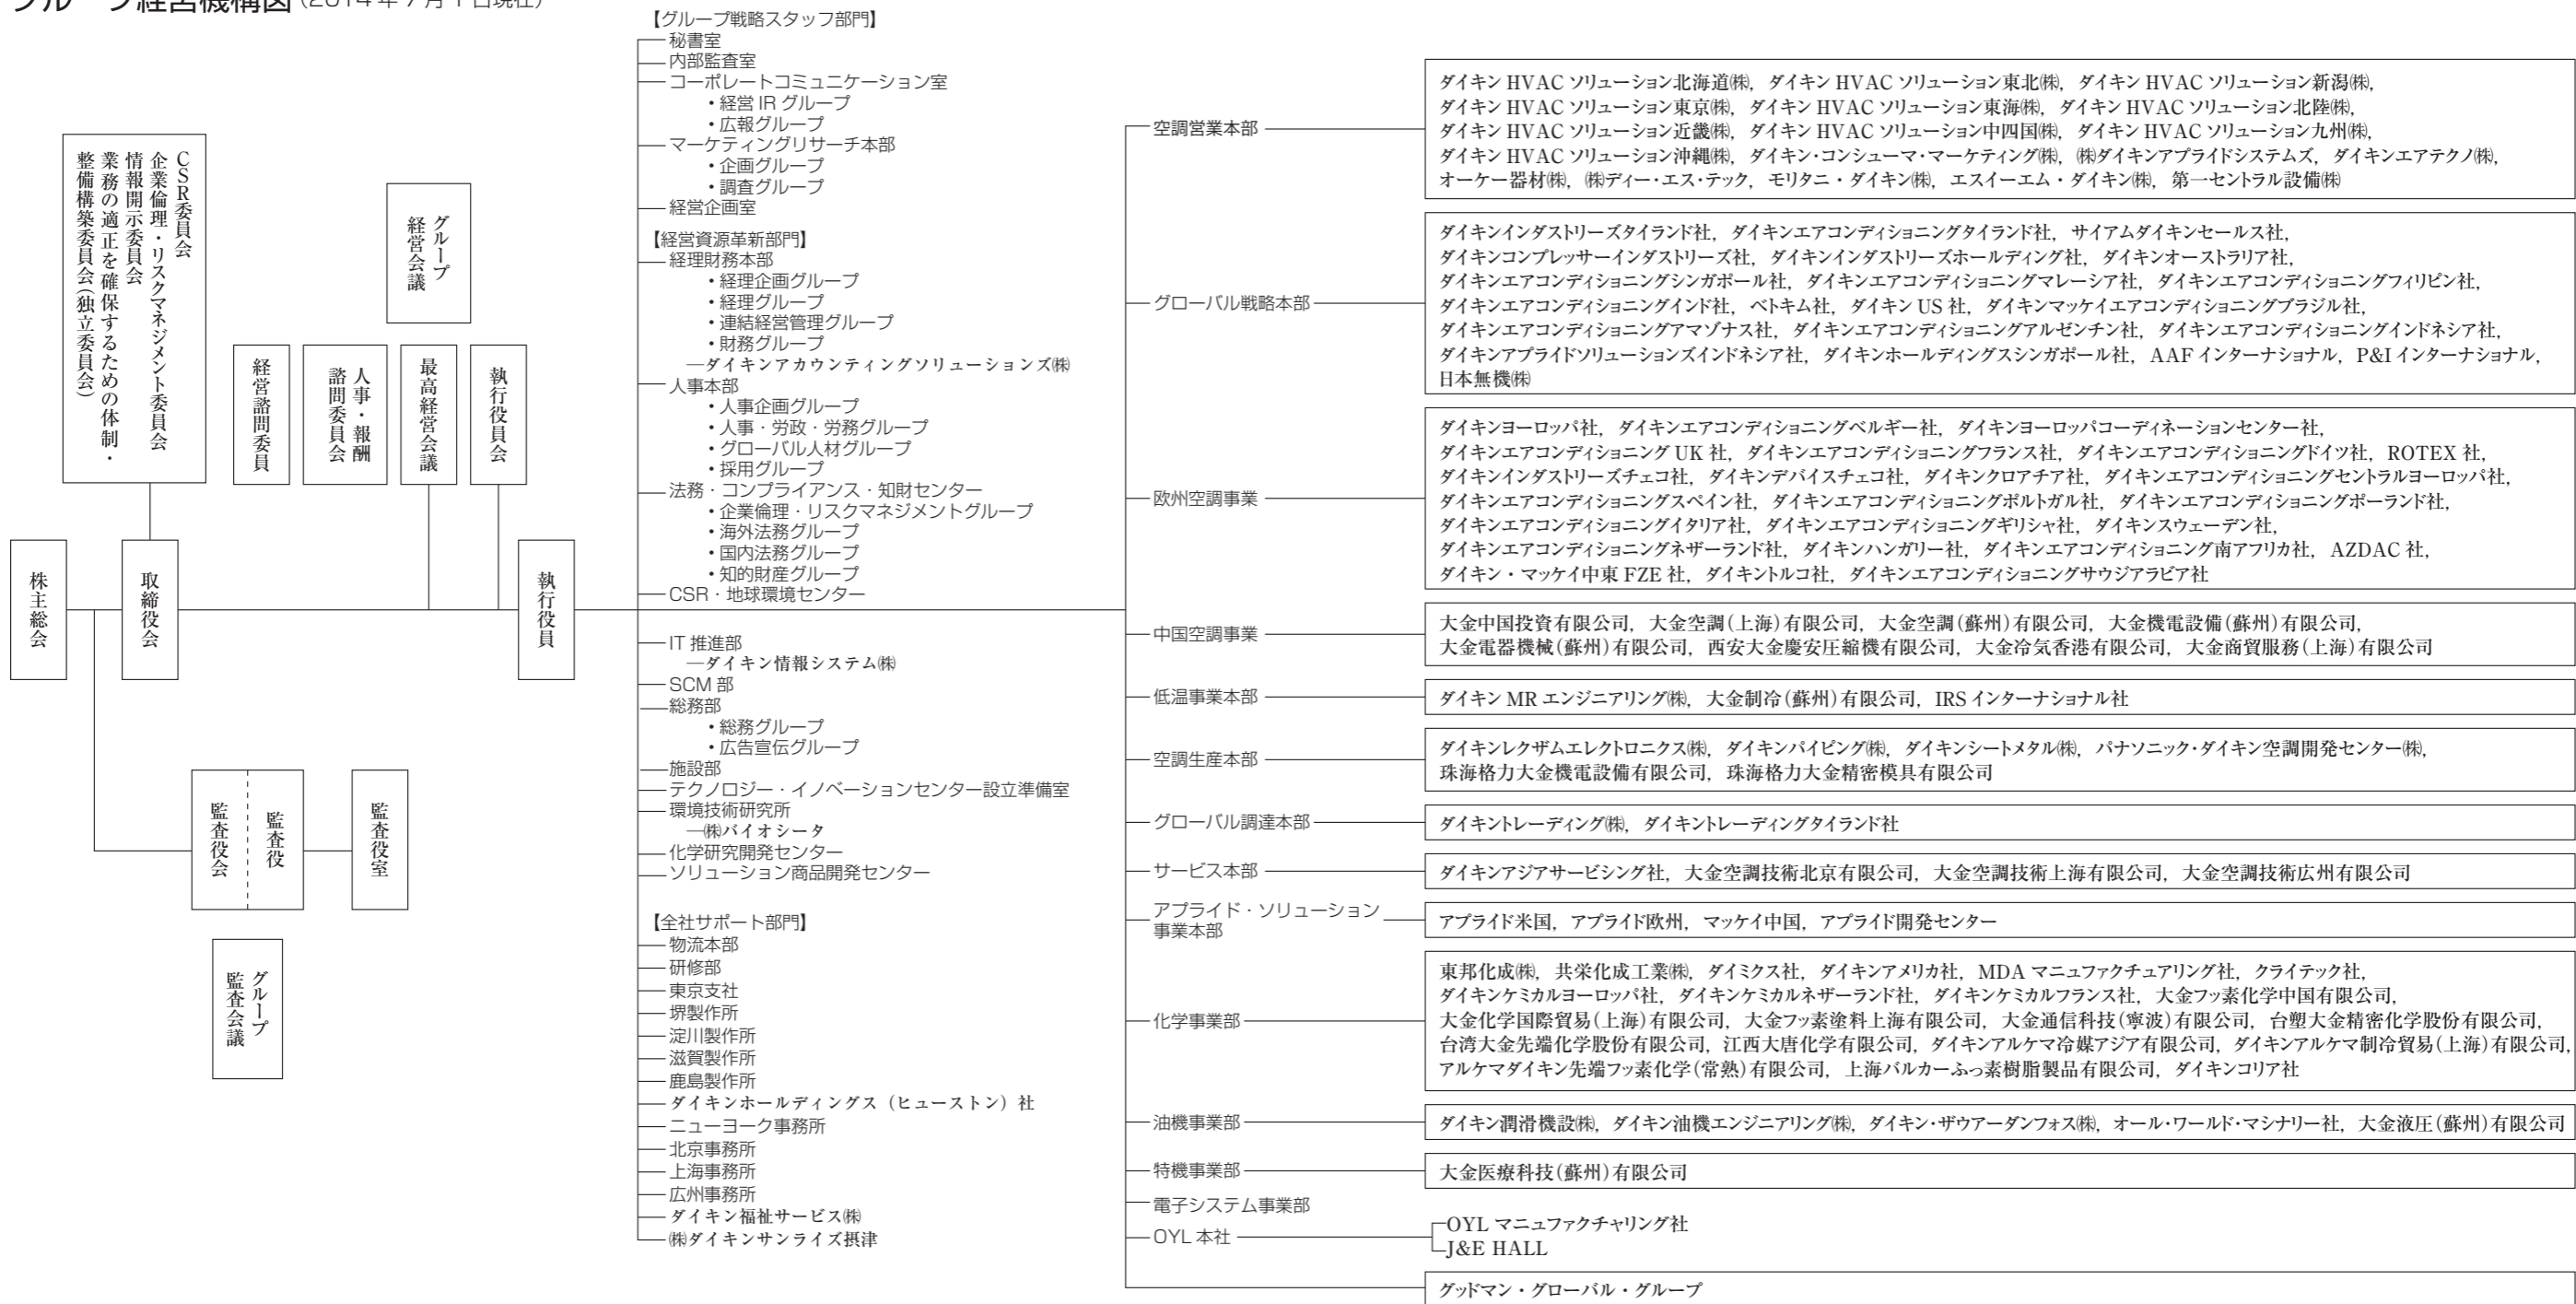 グループ経営機構図（2014年7月1日現在）
CSR委員会
企業倫理・リスクマネジメント委員会
情報開示委員会
業務の適正を確保するための体制・
整備構築委員会（独立委員会）
グループ
経営会議
経営諮問委員
人事・報酬
諮問委員会
最高経営会議
執行役員会
株主総会
取締役会
執行役員
監査役会
監査役
監査役室
グループ
監査会議
【グループ戦略スタッフ部門】
秘書室
内部監査室
コーポレートコミュニケーション室
・経営IRグループ
・広報グループ
マーケティングリサーチ本部
・企画グループ
・調査グループ
経営企画室
【経営資源革新部門】
経理財務本部
・経理企画グループ
・経理グループ
・連結経営管理グループ
・財務グループ
―ダイキンアカウンティングソリューションズ㈱
人事本部
・人事企画グループ
・人事・労政・労務グループ
・グローバル人材グループ
・採用グループ
法務・コンプライアンス・知財センター
・企業倫理・リスクマネジメントグループ
・海外法務グループ
・国内法務グループ
・知的財産グループ
CSR・地球環境センター
IT推進部
―ダイキン情報システム㈱
SCM部
総務部
・総務グループ
・広告宣伝グループ
施設部
テクノロジー・イノベーションセンター設立準備室
環境技術研究所
―㈱バイオシータ
化学研究開発センター
ソリューション商品開発センター
【全社サポート部門】
物流本部
研修部
東京支社
堺製作所
淀川製作所
滋賀製作所
鹿島製作所
ダイキンホールディングス（ヒューストン）社
ニューヨーク事務所
北京事務所
上海事務所
広州事務所
ダイキン福祉サービス㈱
㈱ダイキンサンライズ摂津
空調営業本部
ダイキンHVACソリューション北海道㈱，ダイキンHVACソリューション東北㈱，ダイキンHVACソリューション新潟㈱，
ダイキンHVACソリューション東京㈱，ダイキンHVACソリューション東海㈱，ダイキンHVACソリューション北陸㈱，
ダイキンHVACソリューション近畿㈱，ダイキンHVACソリューション中四国㈱，ダイキンHVACソリューション九州㈱，
ダイキンHVACソリューション沖縄㈱，ダイキン・コンシューマ・マーケティング㈱，㈱ダイキンアプライドシステムズ，ダイキンエアテクノ㈱，
オーケー器材㈱，㈱ディー・エス・テック，モリタニ・ダイキン㈱，エスイーエム・ダイキン㈱，第一セントラル設備㈱
グローバル戦略本部
ダイキンインダストリーズタイランド社，ダイキンエアコンディショニングタイランド社，サイアムダイキンセールス社，
ダイキンコンプレッサーインダストリーズ社，ダイキンインダストリーズホールディング社，ダイキンオーストラリア社，
ダイキンエアコンディショニングシンガポール社，ダイキンエアコンディショニングマレーシア社，ダイキンエアコンディショニングフィリピン社，
ダイキンエアコンディショニングインド社，ベトキム社，ダイキンUS社，ダイキンマッケイエアコンディショニングブラジル社，
ダイキンエアコンディショニングアマゾナス社，ダイキンエアコンディショニングアルゼンチン社，ダイキンエアコンディショニングインドネシア社，
ダイキンアプライドソリューションズインドネシア社，ダイキンホールディングスシンガポール社，AAFインターナショナル，P&Iインターナショナル，
日本無機㈱
欧州空調事業
ダイキンヨーロッパ社，ダイキンエアコンディショニングベルギー社，ダイキンヨーロッパコーディネーションセンター社，
ダイキンエアコンディショニングUK社，ダイキンエアコンディショニングフランス社，ダイキンエアコンディショニングドイツ社，ROTEX社，
ダイキンインダストリーズチェコ社，ダイキンデバイスチェコ社，ダイキンクロアチア社，ダイキンエアコンディショニングセントラルヨーロッパ社，
ダイキンエアコンディショニングスペイン社，ダイキンエアコンディショニングポルトガル社，ダイキンエアコンディショニングポーランド社，
ダイキンエアコンディショニングイタリア社，ダイキンエアコンディショニングギリシャ社，ダイキンスウェーデン社，
ダイキンエアコンディショニングネザーランド社，ダイキンハンガリー社，ダイキンエアコンディショニング南アフリカ社，AZDAC社，
ダイキン・マッケイ中東FZE社，ダイキントルコ社，ダイキンエアコンディショニングサウジアラビア社
中国空調事業
大金中国投資有限公司，大金空調（上海）有限公司，大金空調（蘇州）有限公司，大金機電設備（蘇州）有限公司，
大金電器機械（蘇州）有限公司，西安大金慶安圧縮機有限公司，大金冷気香港有限公司，大金商貿服務（上海）有限公司
低温事業本部
ダイキンMRエンジニアリング㈱，大金制冷（蘇州）有限公司，IRSインターナショナル社
空調生産本部
ダイキンレクザムエレクトロニクス㈱，ダイキンパイピング㈱，ダイキンシートメタル㈱，パナソニック・ダイキン空調開発センター㈱，
珠海格力大金機電設備有限公司，珠海格力大金精密模具有限公司
グローバル調達本部
ダイキントレーディング㈱，ダイキントレーディングタイランド社
サービス本部
ダイキンアジアサービシング社，大金空調技術北京有限公司，大金空調技術上海有限公司，大金空調技術広州有限公司
アプライド・ソリューション
事業本部
アプライド米国，アプライド欧州，マッケイ中国，アプライド開発センター
化学事業部
東邦化成㈱，共栄化成工業㈱，ダイミクス社，ダイキンアメリカ社，MDAマニュファクチュアリング社，クライテック社，
ダイキンケミカルヨーロッパ社，ダイキンケミカルネザーランド社，ダイキンケミカルフランス社，大金フッ素化学中国有限公司，
大金化学国際貿易（上海）有限公司，大金フッ素塗料上海有限公司，大金通信科技（寧波）有限公司，台塑大金精密化学股份有限公司，
台湾大金先端化学股份有限公司，江西大唐化学有限公司，ダイキンアルケマ冷媒アジア有限公司，ダイキンアルケマ制冷貿易（上海）有限公司，
アルケマダイキン先端フッ素化学（常熟）有限公司，上海バルカーふっ素樹脂製品有限公司，ダイキンコリア社
油機事業部
ダイキン潤滑機設㈱，ダイキン油機エンジニアリング㈱，ダイキン・ザウアーダンフォス㈱，オール・ワールド・マシナリー社，大金液圧（蘇州）有限公司
特機事業部
大金医療科技（蘇州）有限公司
電子システム事業部
OYL本社
OYLマニュファクチャリング社
J&E HALL
グッドマン・グローバル・グループ